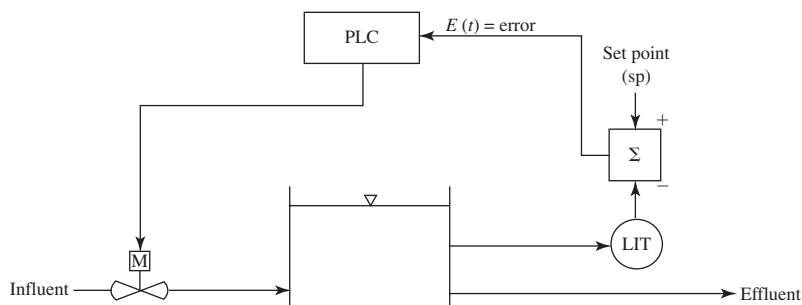 PLC
E (t) = error
Set point
(sp)
+
Σ
−
M
LIT
Influent
Effluent